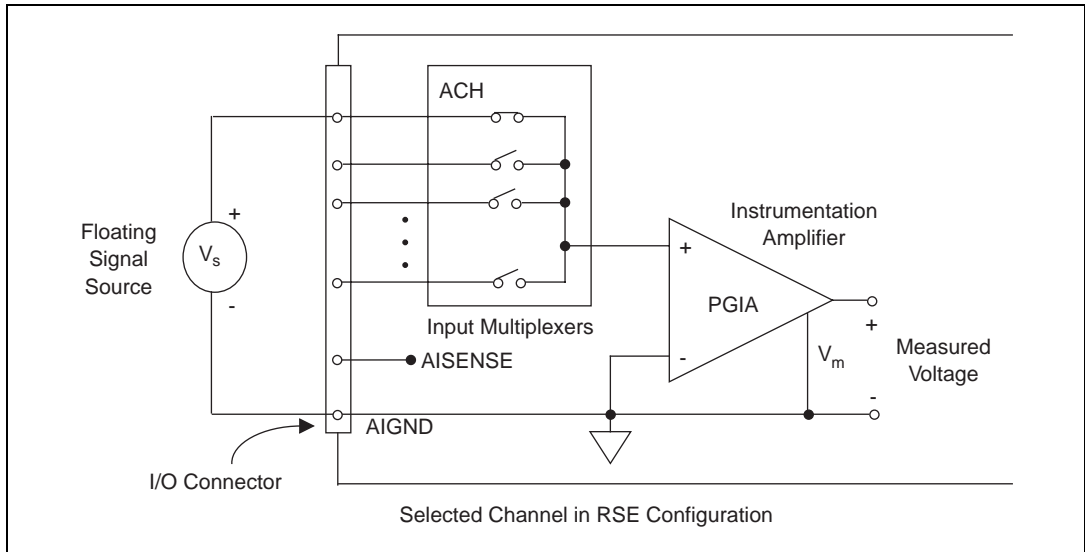 ACH
+
Floating
Signal
Source
Vs
-
Instrumentation
Amplifier
+
PGIA
-
Input Multiplexers
AISENSE
+
Vm
Measured
Voltage
-
AIGND
I/O Connector
Selected Channel in RSE Configuration